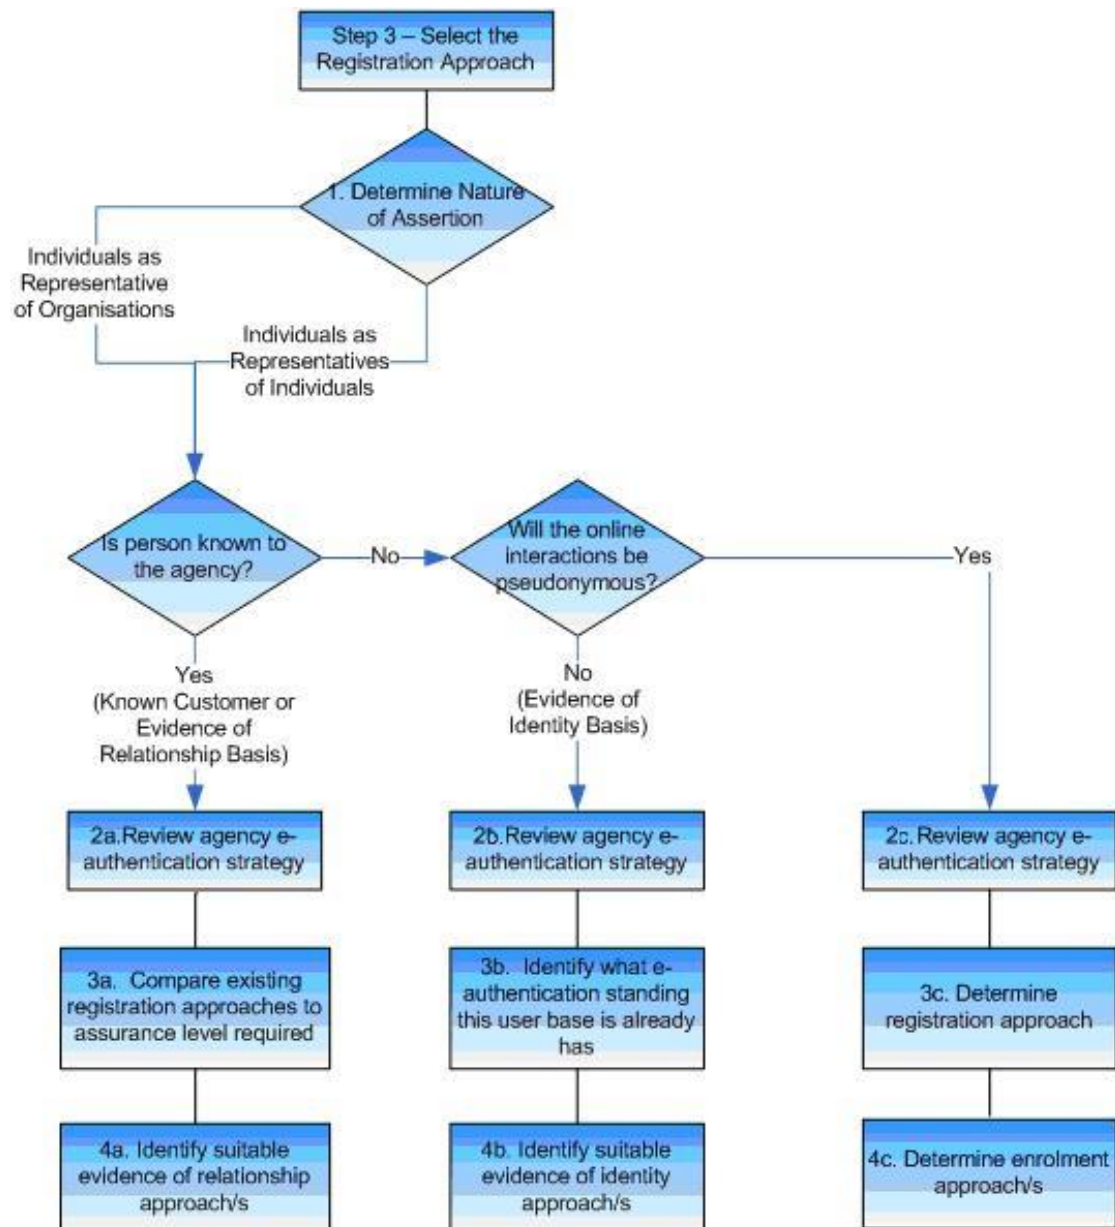 Step 3 – Select the
Registration Approach
1. Determine Nature
of Assertion
Individuals as
Representative
of Organisations
Individuals as
Representatives
of Individuals
Is person known to
the agency?
No
Will the online
interactions be
pseudonymous?
Yes
Yes
(Known Customer or
Evidence of
Relationship Basis)
No
(Evidence of
Identity Basis)
2a.Review agency e-
authentication strategy
2b.Review agency e-
authentication strategy
2c.Review agency e-
authentication strategy
3a. Compare existing
registration approaches to
assurance level required
3b. Identify what e-
authentication standing
this user base is already
has
3c. Determine
registration approach
4a. Identify suitable
evidence of relationship
approach/s
4b. Identify suitable
evidence of identity
approach/s
4c. Determine enrolment
approach/s